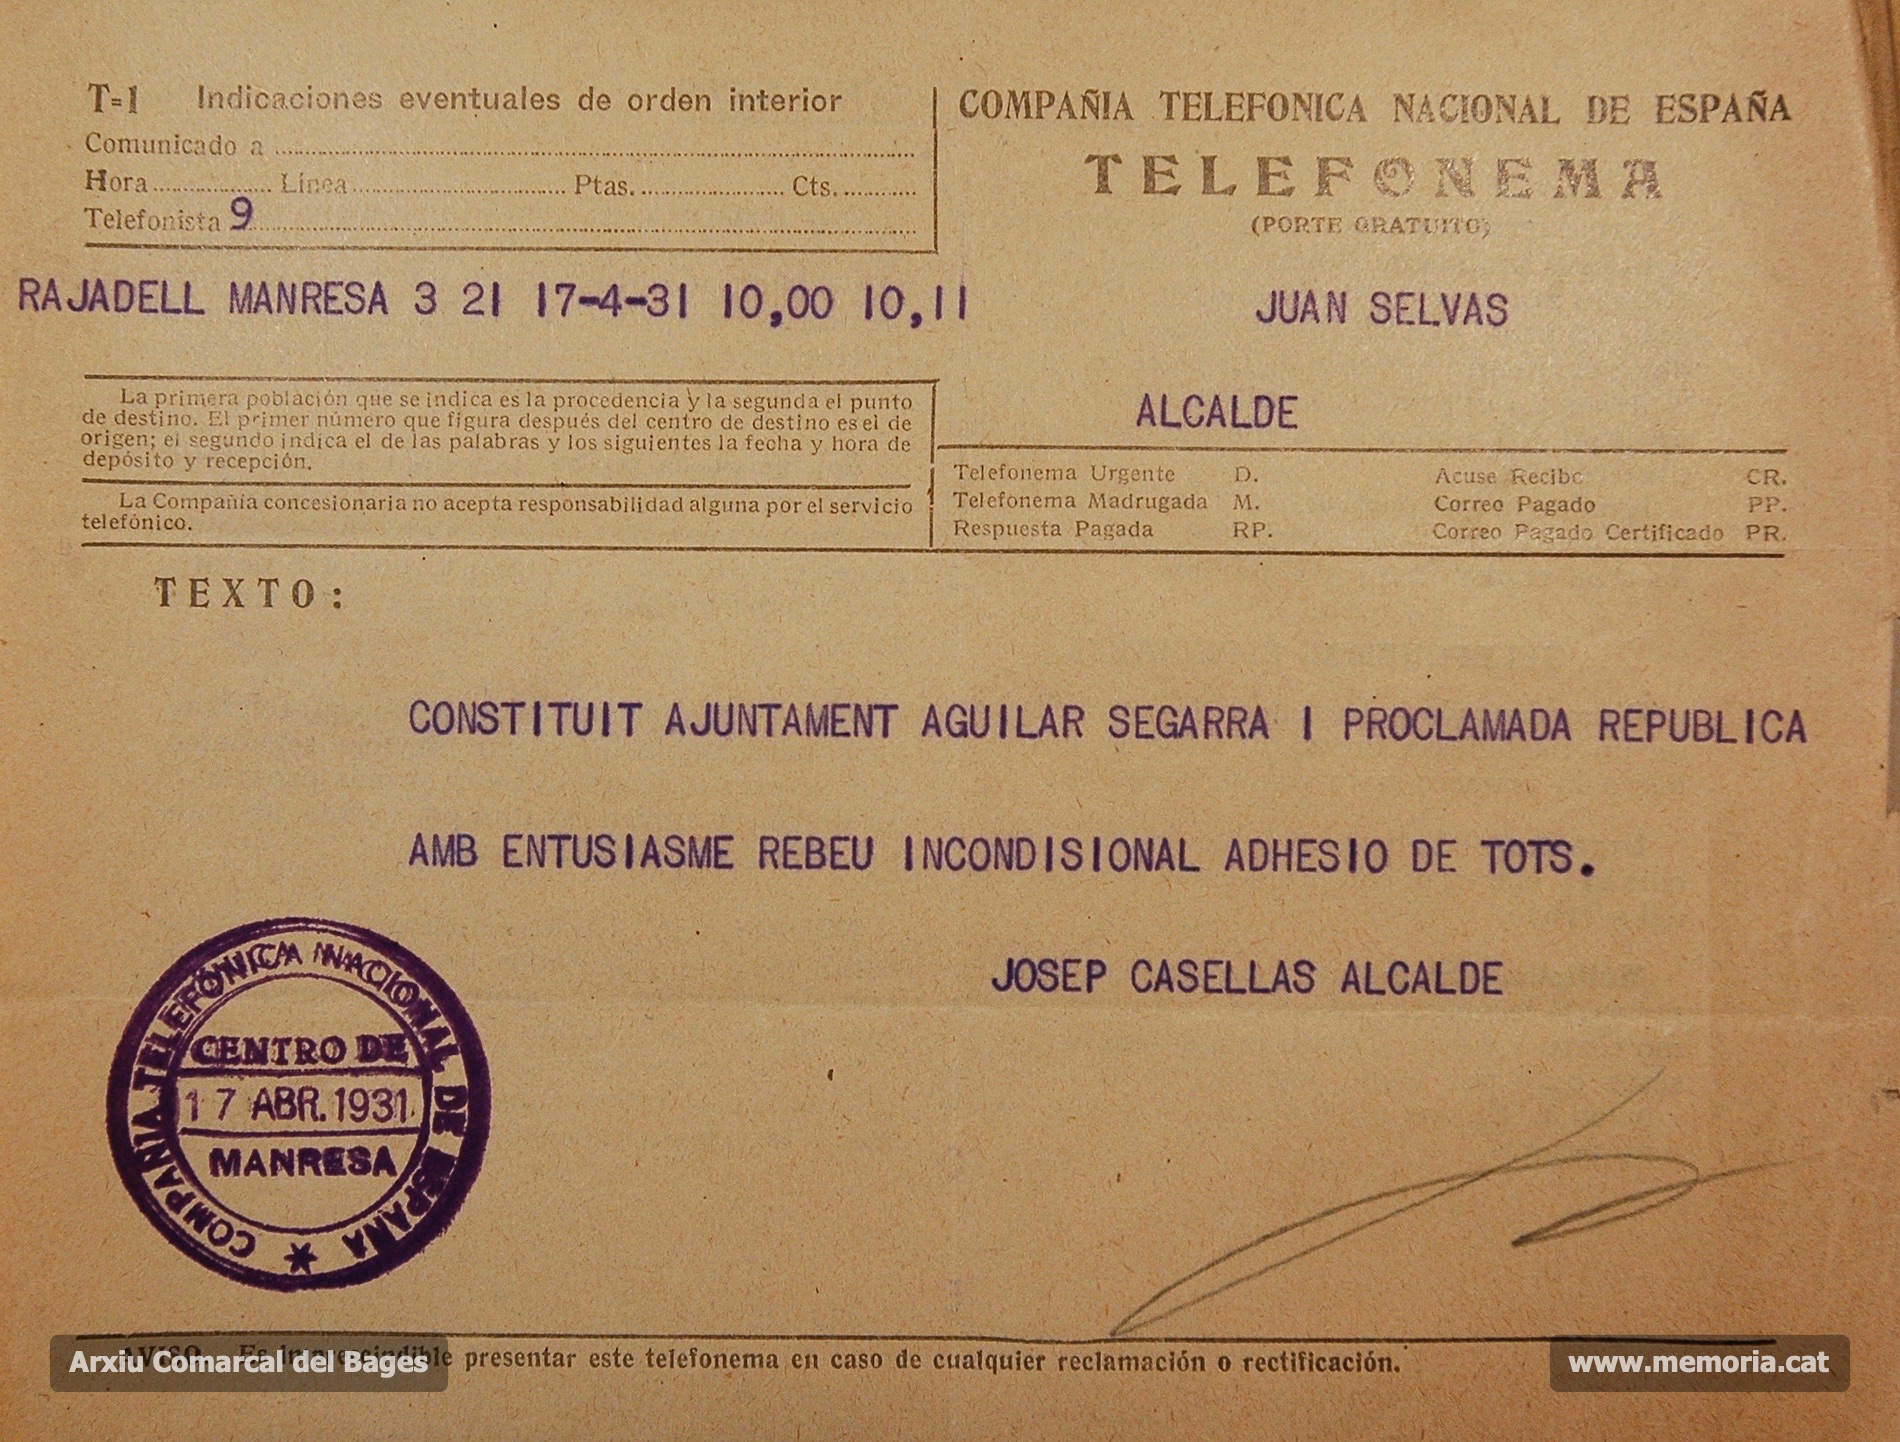 T=1 Indicaciones eventuales de orden interior
Comunicado a
Hora Línea Ptas. Cts.
Telefonista 9
COMPAÑIA TELEFONICA NACIONAL DE ESPAÑA
TELEFONEMA
(PORTE GRATUITO)
RAJADELL MANRESA 3 21 17-4-31 10,00 10,11
JUAN SELVAS
ALCALDE
La primera población que se indica es la procedencia y la segunda el punto
de destino. El primer número que figura después del centro de destino es el de
origen; el segundo indica el de las palabras y los siguientes la fecha y hora de
depósito y recepción.
La Compañía concesionaria no acepta responsabilidad alguna por el servicio
telefónico.
Telefonema Urgente D.
Telefonema Madrugada M.
Respuesta Pagada RP.
Acuse Recibo CR.
Correo Pagado PP.
Correo Pagado Certificado PR.
TEXTO:
CONSTITUIT AJUNTAMENT AGUILAR SEGARRA I PROCLAMADA REPUBLICA
AMB ENTUSIASME REBEU INCONDISIONAL ADHESIO DE TOTS.
JOSEP CASELLAS ALCALDE
COMPAÑIA TELEFÓNICA NACIONAL DE ESPAÑA
CENTRO DE
17 ABR. 1931
MANRESA
AVISO. Es imprescindible presentar este telefonema en caso de cualquier reclamación o rectificación.
Arxiu Comarcal del Bages
www.memoria.cat